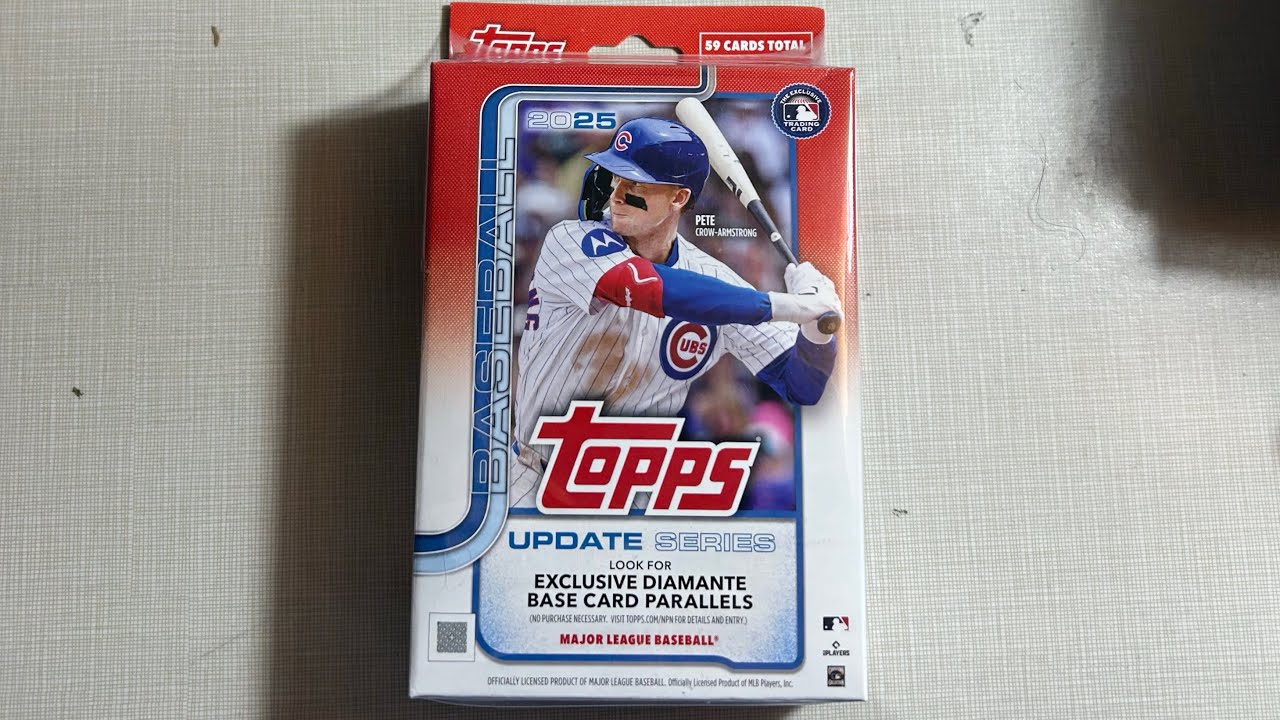 Topps
59 CARDS TOTAL
THE EXCLUSIVE
TRADING
CARD
2025
BASEBALL
BASEBALL
C
PETE
CROW-ARMSTRONG
CUBS
Topps
UPDATE SERIES
LOOK FOR
EXCLUSIVE DIAMANTE
BASE CARD PARALLELS
(NO PURCHASE NECESSARY. VISIT TOPPS.COM/NPN FOR DETAILS AND ENTRY.)
MAJOR LEAGUE BASEBALL®
PLAYERS
OFFICIALLY LICENSED PRODUCT OF MAJOR LEAGUE BASEBALL. Officially Licensed Product of MLB Players, Inc.